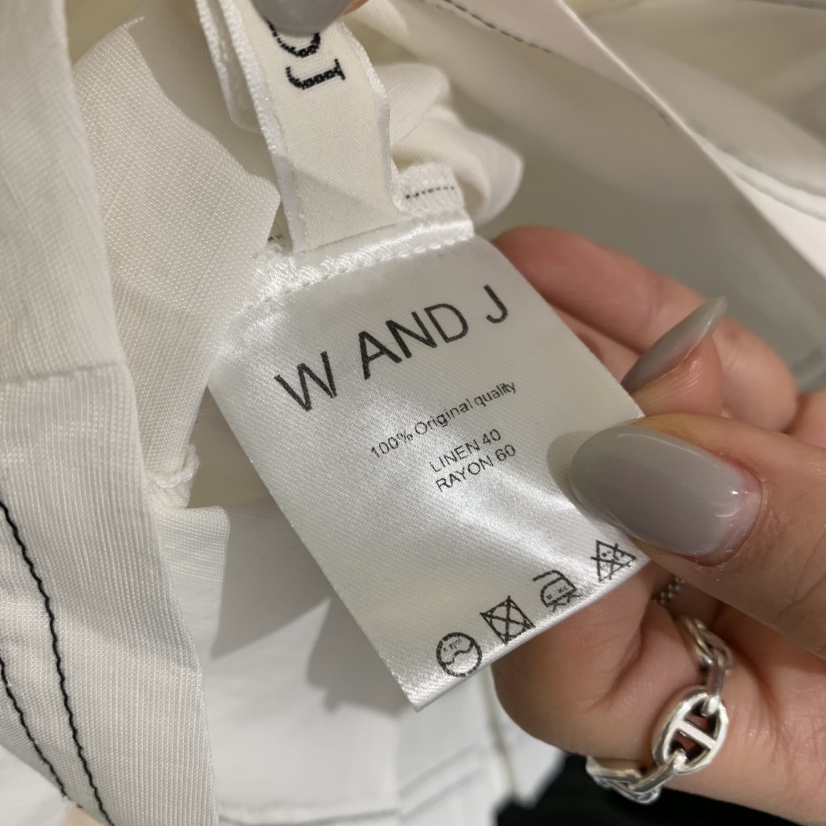 W AND J
100% Original quality
LINEN 40
RAYON 60